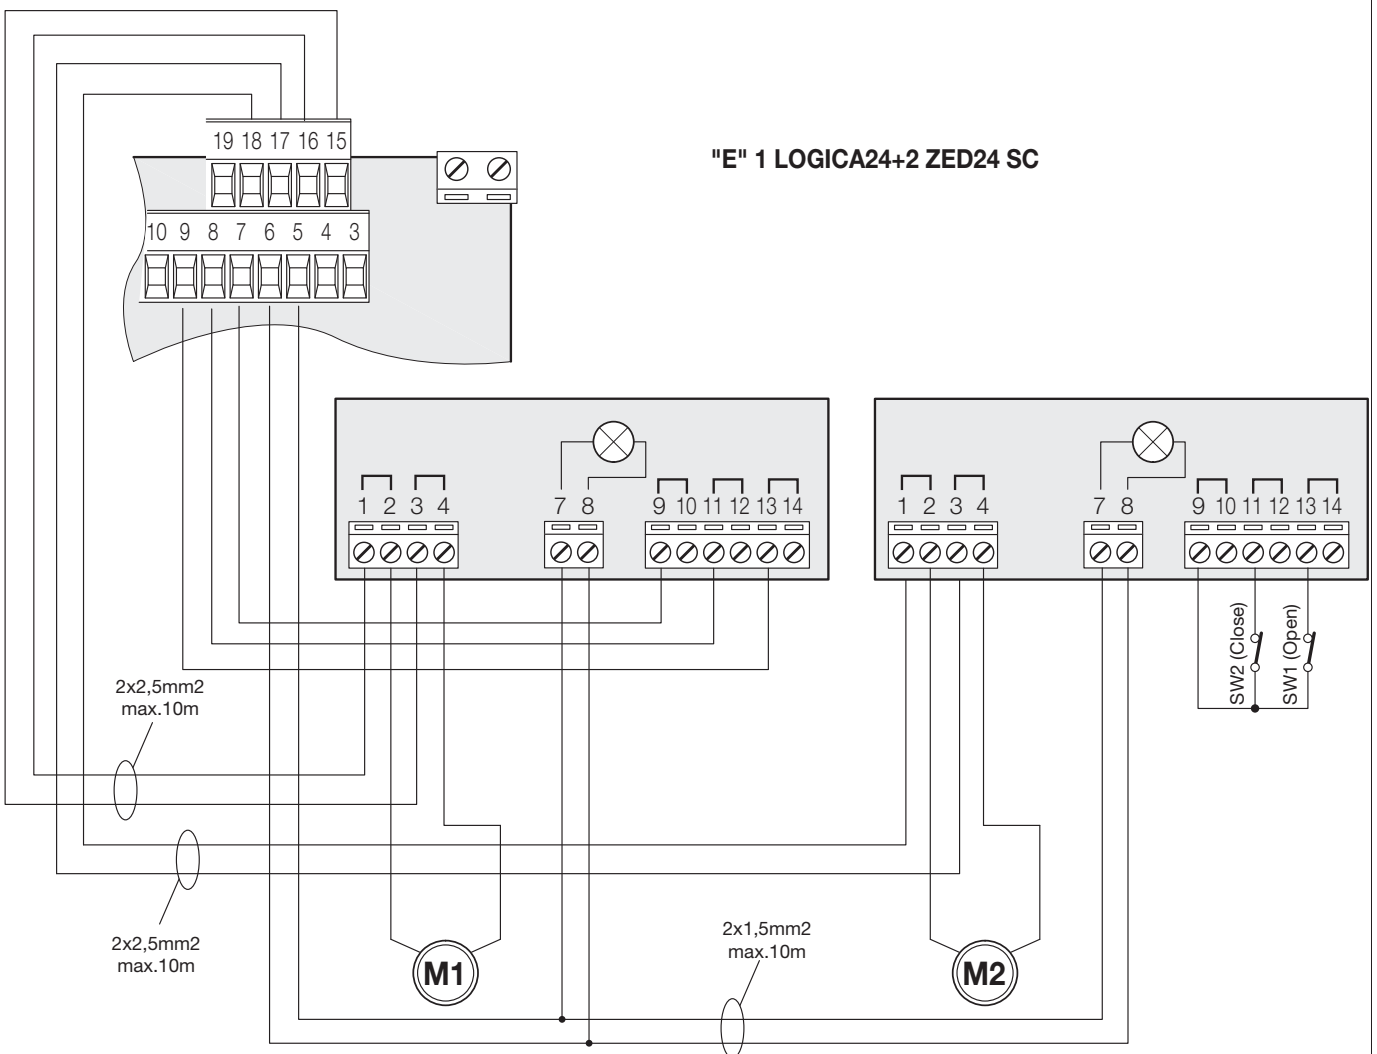 19 18 17 16 15
"E" 1 LOGICA24+2 ZED24 SC
10 9 8 7 6 5 4 3
1 2 3 4 7 8 9 10 11 12 13 14
1 2 3 4 7 8 9 10 11 12 13 14
SW2 (Close)
SW1 (Open)
2x2,5mm2
max.10m
2x2,5mm2
max.10m
2x1,5mm2
max.10m
M1
M2